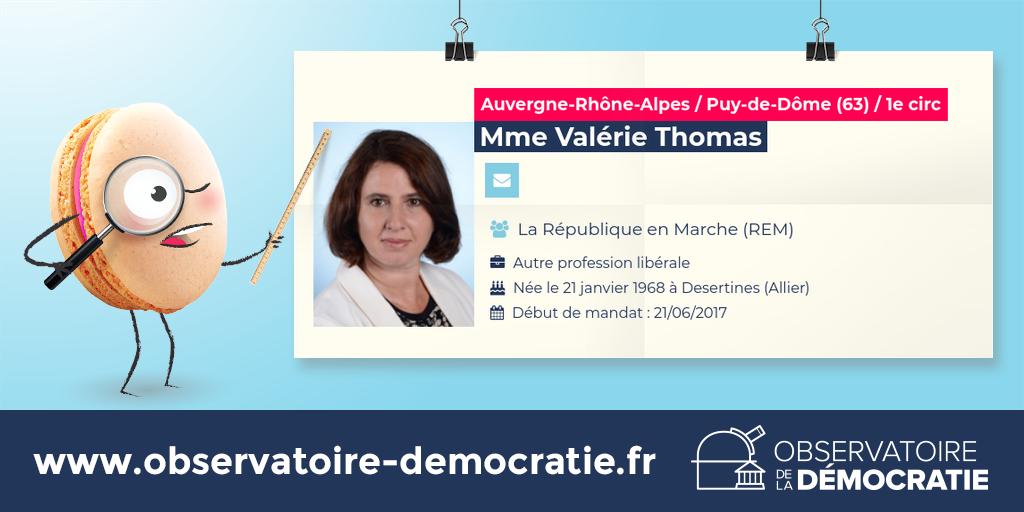 Auvergne-Rhône-Alpes / Puy-de-Dôme (63) / 1e circ
Mme Valérie Thomas
La République en Marche (REM)
Autre profession libérale
Née le 21 janvier 1968 à Desertines (Allier)
Début de mandat : 21/06/2017
www.observatoire-democratie.fr
OBSERVATOIRE
DE LA DÉMOCRATIE